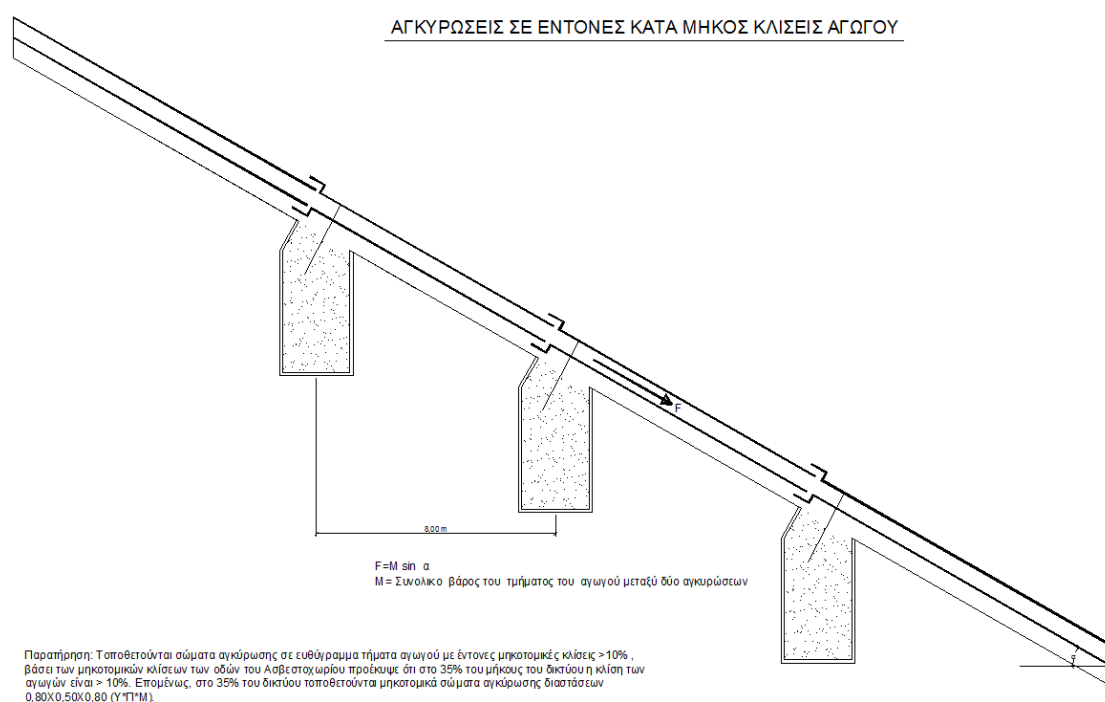 ΑΓΚΥΡΩΣΕΙΣ ΣΕ ΕΝΤΟΝΕΣ ΚΑΤΑ ΜΗΚΟΣ ΚΛΙΣΕΙΣ ΑΓΩΓΟΥ
F
8,00 m
F=M sin α
M = Συνολικο βάρος του τμήματος του αγωγού μεταξύ δύο αγκυρώσεων
α
Παρατήρηση: Τοποθετούνται σώματα αγκύρωσης σε ευθύγραμμα τήματα αγωγού με έντονες μηκοτομικές κλίσεις >10% ,
βάσει των μηκοτομικών κλίσεων των οδών του Ασβεστοχωρίου προέκυψε ότι στο 35% του μήκους του δικτύου η κλίση των
αγωγών είναι > 10%. Επομένως, στο 35% του δικτύου τοποθετούνται μηκοτομικά σώματα αγκύρωσης διαστάσεων
0,80X0,50X0,80 (Υ*Π*Μ).